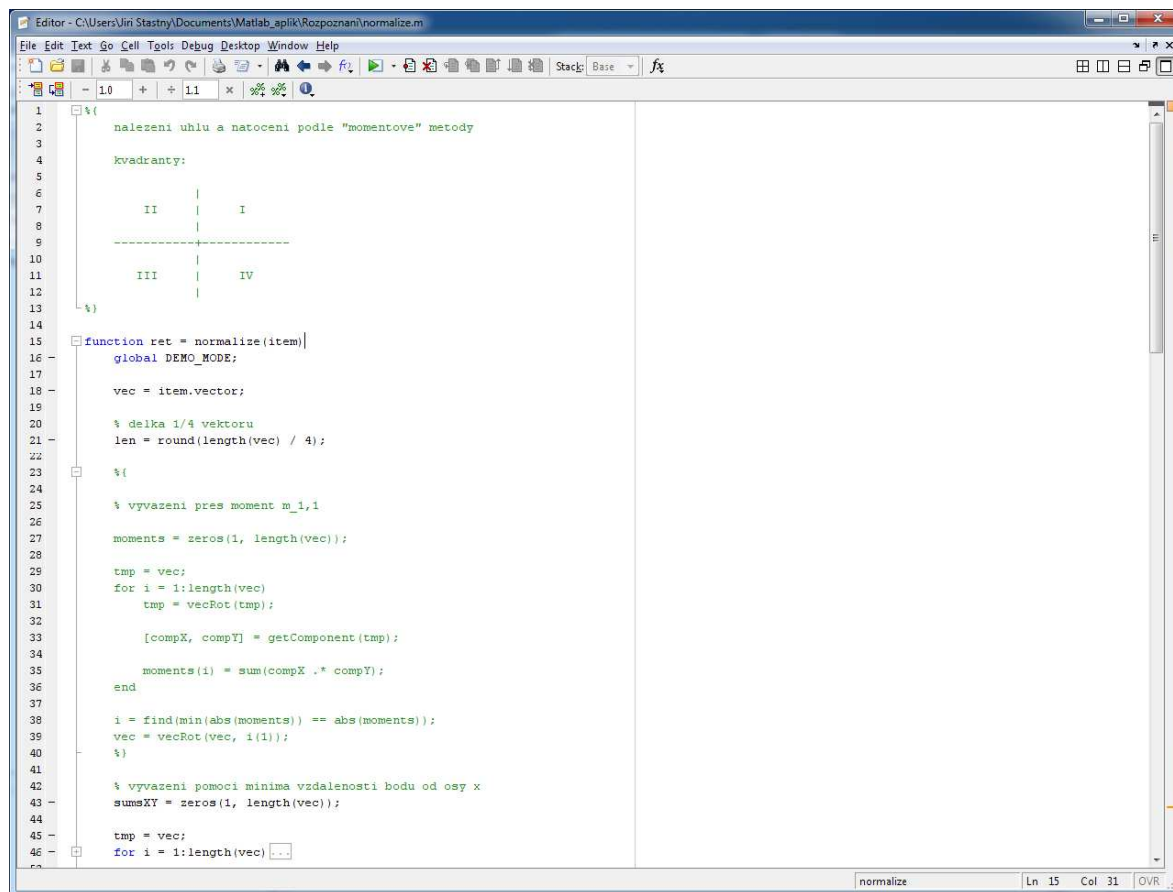 Editor - C:\Users\Jiri Stastny\Documents\Matlab_aplik\Rozpoznani\normalize.m
File Edit Text Go Cell Tools Debug Desktop Window Help
Stack: Base fx
- 1.0 + ÷ 1.1 ×
1 %{
2 nalezeni uhlu a natoceni podle "momentove" metody
3
4 kvadranty:
5
6 |
7 II | I
8 |
9 -----------+------------
10 |
11 III | IV
12 |
13 %}
14
15 function ret = normalize(item)
16 - global DEMO_MODE;
17
18 - vec = item.vector;
19
20 % delka 1/4 vektoru
21 - len = round(length(vec) / 4);
22
23 %{
24
25 % vyvazeni pres moment m_1,1
26
27 moments = zeros(1, length(vec));
28
29 tmp = vec;
30 for i = 1:length(vec)
31 tmp = vecRot(tmp);
32
33 [compX, compY] = getComponent(tmp);
34
35 moments(i) = sum(compX .* compY);
36 end
37
38 i = find(min(abs(moments)) == abs(moments));
39 vec = vecRot(vec, i(1));
40 %}
41
42 % vyvazeni pomoci minima vzdalenosti bodu od osy x
43 - sumsXY = zeros(1, length(vec));
44
45 - tmp = vec;
46 - for i = 1:length(vec) ...
normalize Ln 15 Col 31 OVR